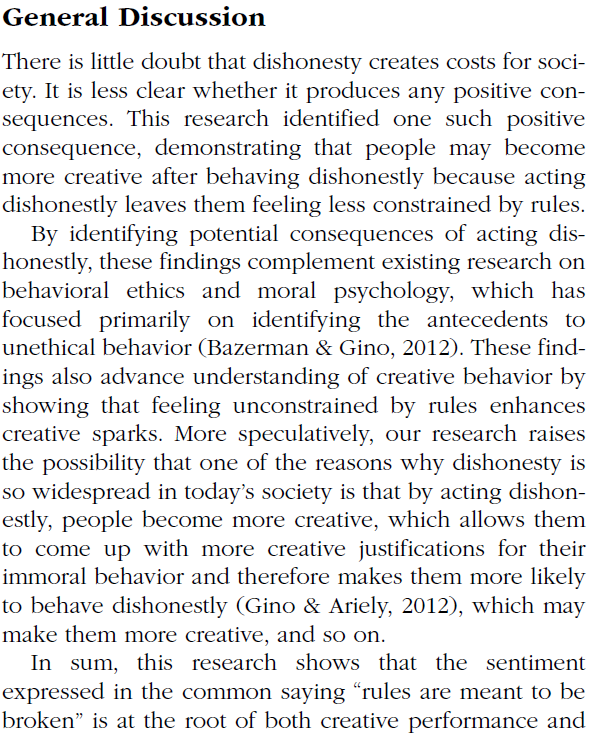 General Discussion
There is little doubt that dishonesty creates costs for soci-
ety. It is less clear whether it produces any positive con-
sequences. This research identified one such positive
consequence, demonstrating that people may become
more creative after behaving dishonestly because acting
dishonestly leaves them feeling less constrained by rules.
By identifying potential consequences of acting dis-
honestly, these findings complement existing research on
behavioral ethics and moral psychology, which has
focused primarily on identifying the antecedents to
unethical behavior (Bazerman & Gino, 2012). These find-
ings also advance understanding of creative behavior by
showing that feeling unconstrained by rules enhances
creative sparks. More speculatively, our research raises
the possibility that one of the reasons why dishonesty is
so widespread in today’s society is that by acting dishon-
estly, people become more creative, which allows them
to come up with more creative justifications for their
immoral behavior and therefore makes them more likely
to behave dishonestly (Gino & Ariely, 2012), which may
make them more creative, and so on.
In sum, this research shows that the sentiment
expressed in the common saying “rules are meant to be
broken” is at the root of both creative performance and